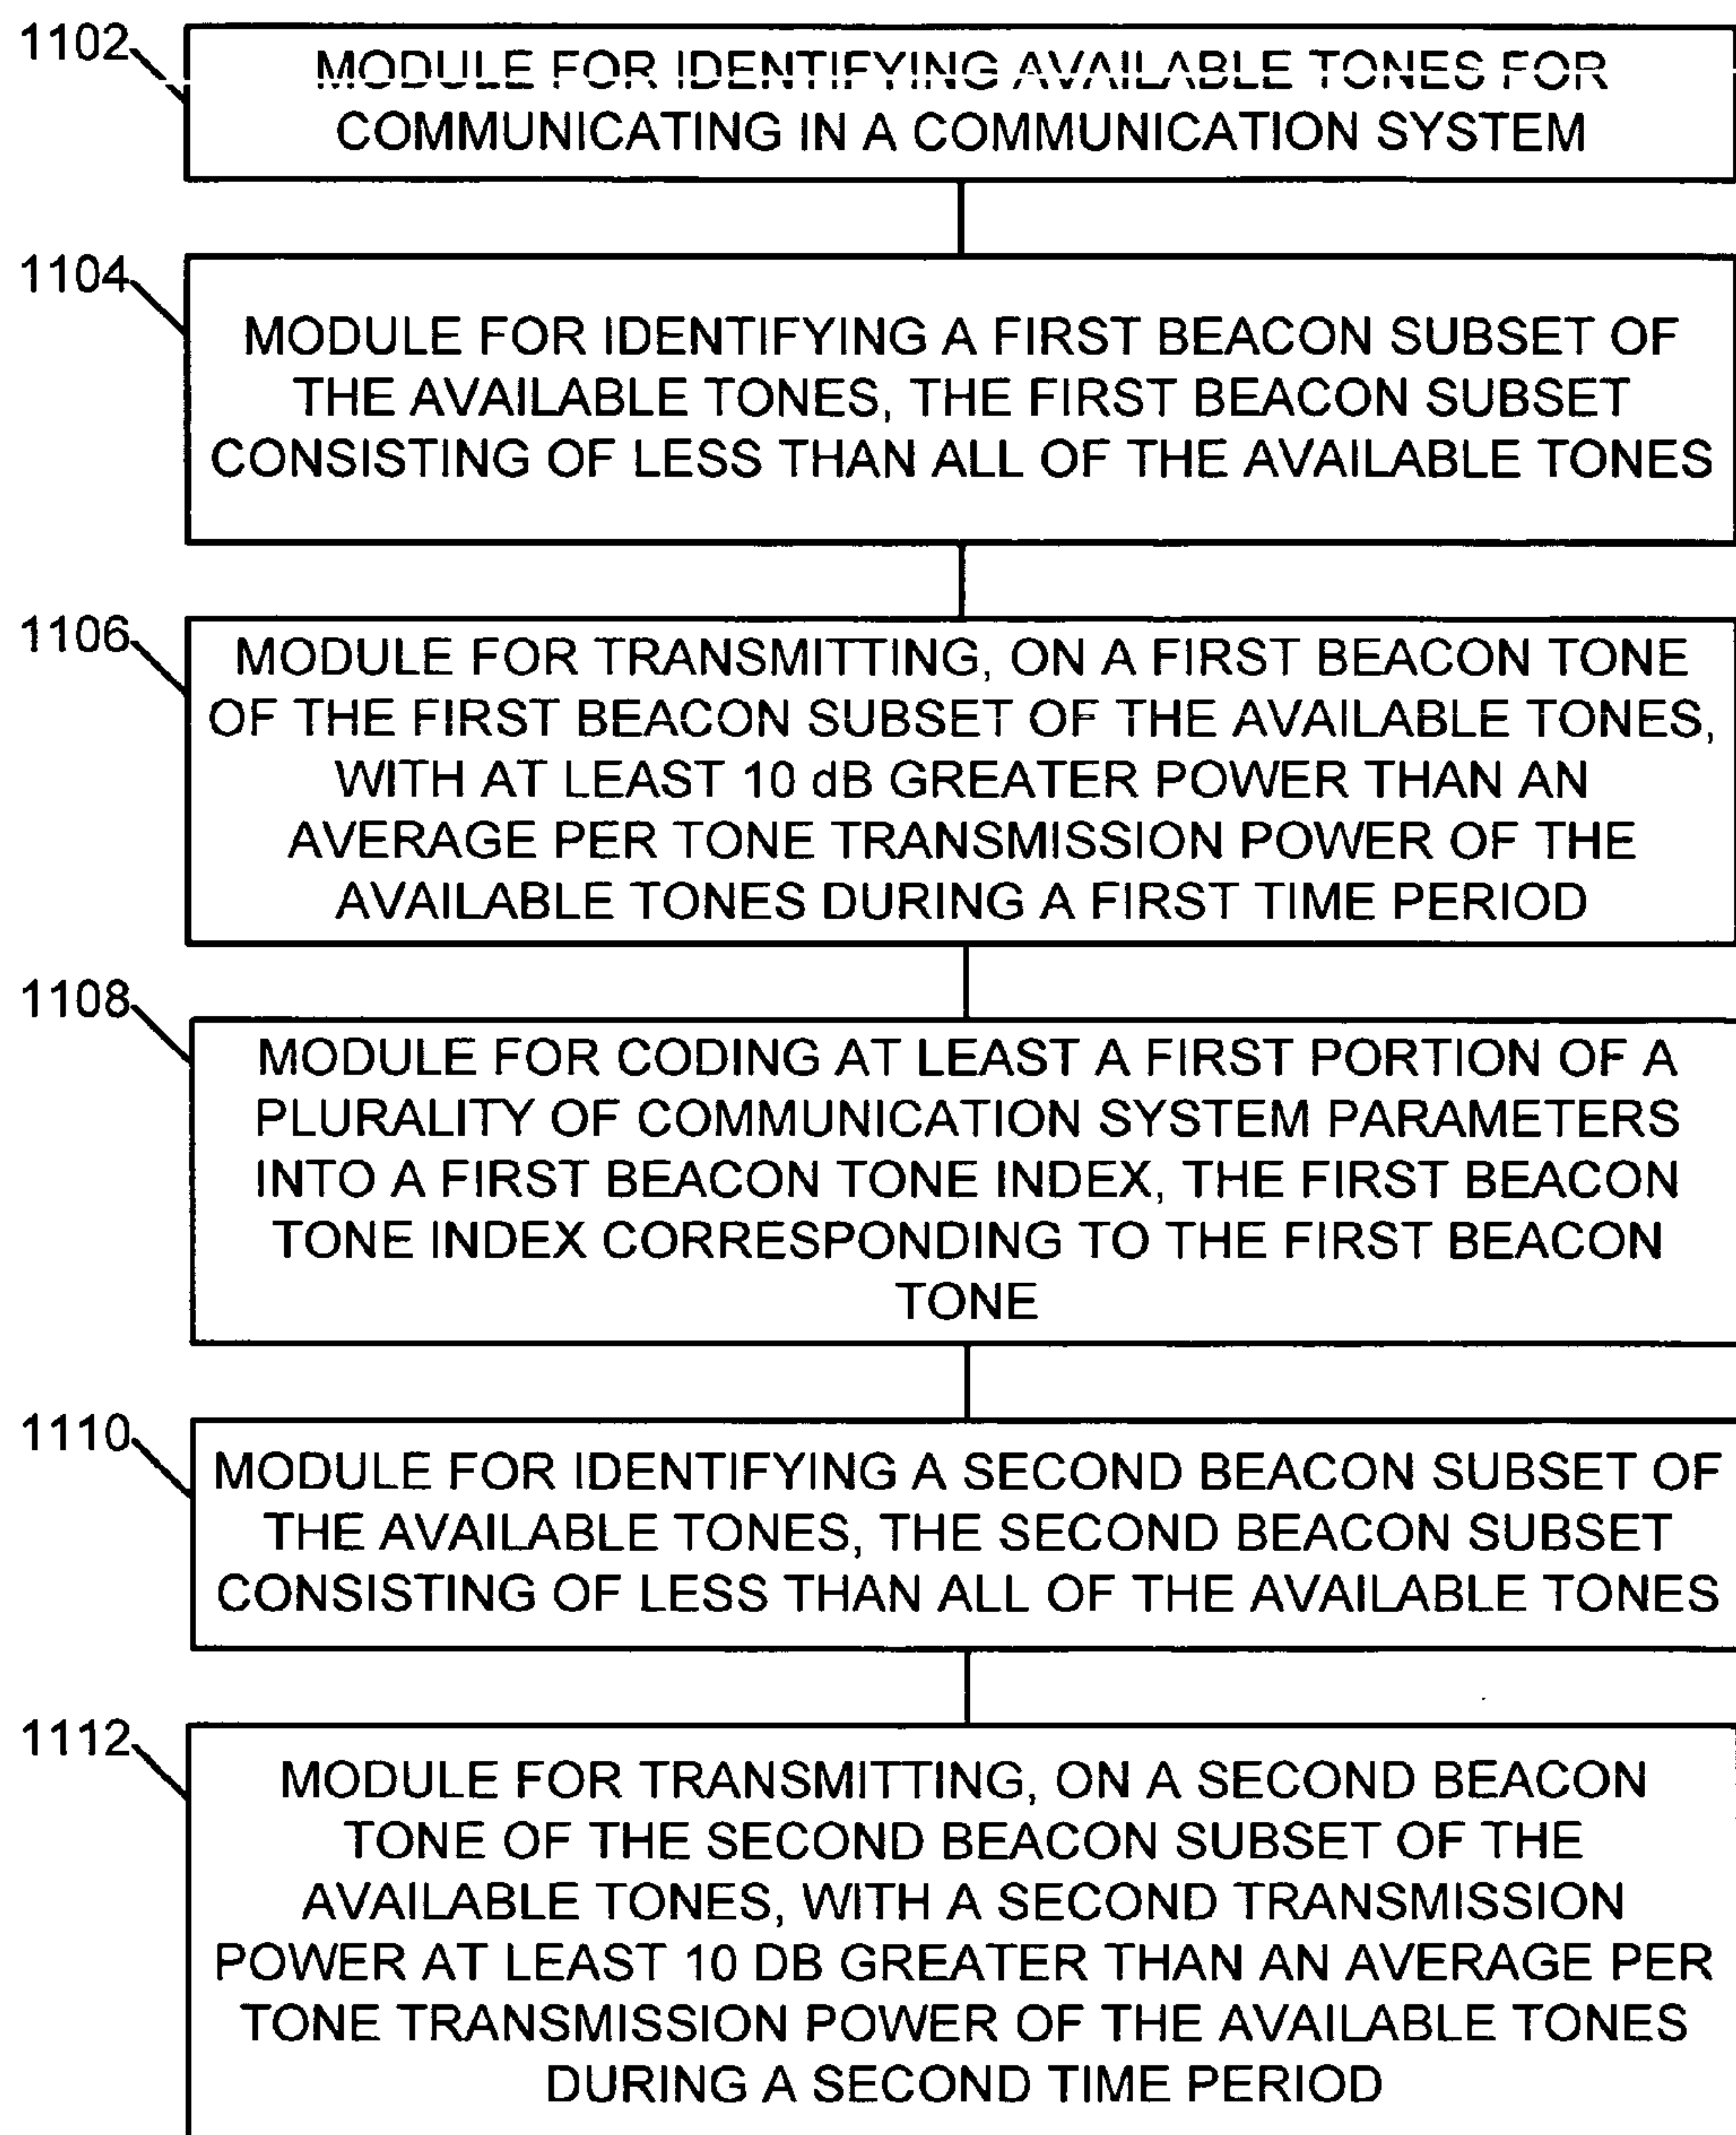 1102
MODULE FOR IDENTIFYING AVAILABLE TONES FOR
COMMUNICATING IN A COMMUNICATION SYSTEM
1104
MODULE FOR IDENTIFYING A FIRST BEACON SUBSET OF
THE AVAILABLE TONES, THE FIRST BEACON SUBSET
CONSISTING OF LESS THAN ALL OF THE AVAILABLE TONES
1106
MODULE FOR TRANSMITTING, ON A FIRST BEACON TONE
OF THE FIRST BEACON SUBSET OF THE AVAILABLE TONES,
WITH AT LEAST 10 dB GREATER POWER THAN AN
AVERAGE PER TONE TRANSMISSION POWER OF THE
AVAILABLE TONES DURING A FIRST TIME PERIOD
1108
MODULE FOR CODING AT LEAST A FIRST PORTION OF A
PLURALITY OF COMMUNICATION SYSTEM PARAMETERS
INTO A FIRST BEACON TONE INDEX, THE FIRST BEACON
TONE INDEX CORRESPONDING TO THE FIRST BEACON
TONE
1110
MODULE FOR IDENTIFYING A SECOND BEACON SUBSET OF
THE AVAILABLE TONES, THE SECOND BEACON SUBSET
CONSISTING OF LESS THAN ALL OF THE AVAILABLE TONES
1112
MODULE FOR TRANSMITTING, ON A SECOND BEACON
TONE OF THE SECOND BEACON SUBSET OF THE
AVAILABLE TONES, WITH A SECOND TRANSMISSION
POWER AT LEAST 10 DB GREATER THAN AN AVERAGE PER
TONE TRANSMISSION POWER OF THE AVAILABLE TONES
DURING A SECOND TIME PERIOD